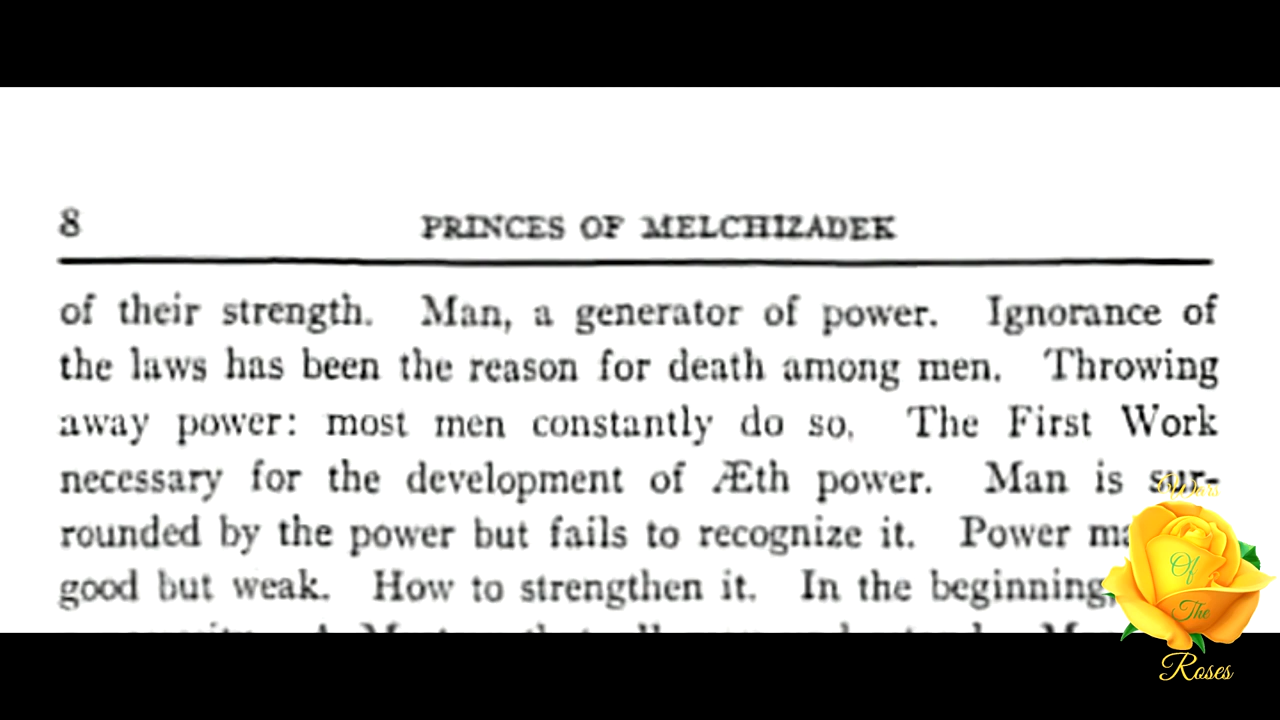 8 PRINCES OF MELCHIZADEK
of their strength. Man, a generator of power. Ignorance of
the laws has been the reason for death among men. Throwing
away power: most men constantly do so. The First Work
necessary for the development of Æth power. Man is sur-
rounded by the power but fails to recognize it. Power
good but weak. How to strengthen it. In the beginning,
Wars
Of
The
Roses